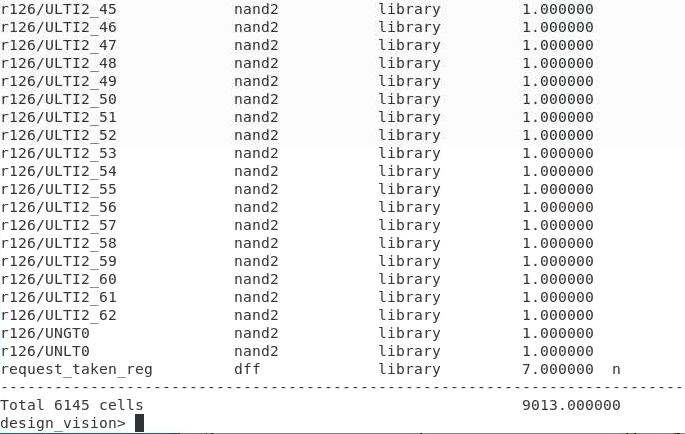 r126/ULTI2_45 nand2 library 1.000000
r126/ULTI2_46 nand2 library 1.000000
r126/ULTI2_47 nand2 library 1.000000
r126/ULTI2_48 nand2 library 1.000000
r126/ULTI2_49 nand2 library 1.000000
r126/ULTI2_50 nand2 library 1.000000
r126/ULTI2_51 nand2 library 1.000000
r126/ULTI2_52 nand2 library 1.000000
r126/ULTI2_53 nand2 library 1.000000
r126/ULTI2_54 nand2 library 1.000000
r126/ULTI2_55 nand2 library 1.000000
r126/ULTI2_56 nand2 library 1.000000
r126/ULTI2_57 nand2 library 1.000000
r126/ULTI2_58 nand2 library 1.000000
r126/ULTI2_59 nand2 library 1.000000
r126/ULTI2_60 nand2 library 1.000000
r126/ULTI2_61 nand2 library 1.000000
r126/ULTI2_62 nand2 library 1.000000
r126/UNGT0 nand2 library 1.000000
r126/UNLT0 nand2 library 1.000000
request_taken_reg dff library 7.000000 n
--------------------------------------------------------------------------------
Total 6145 cells 9013.000000
design_vision>